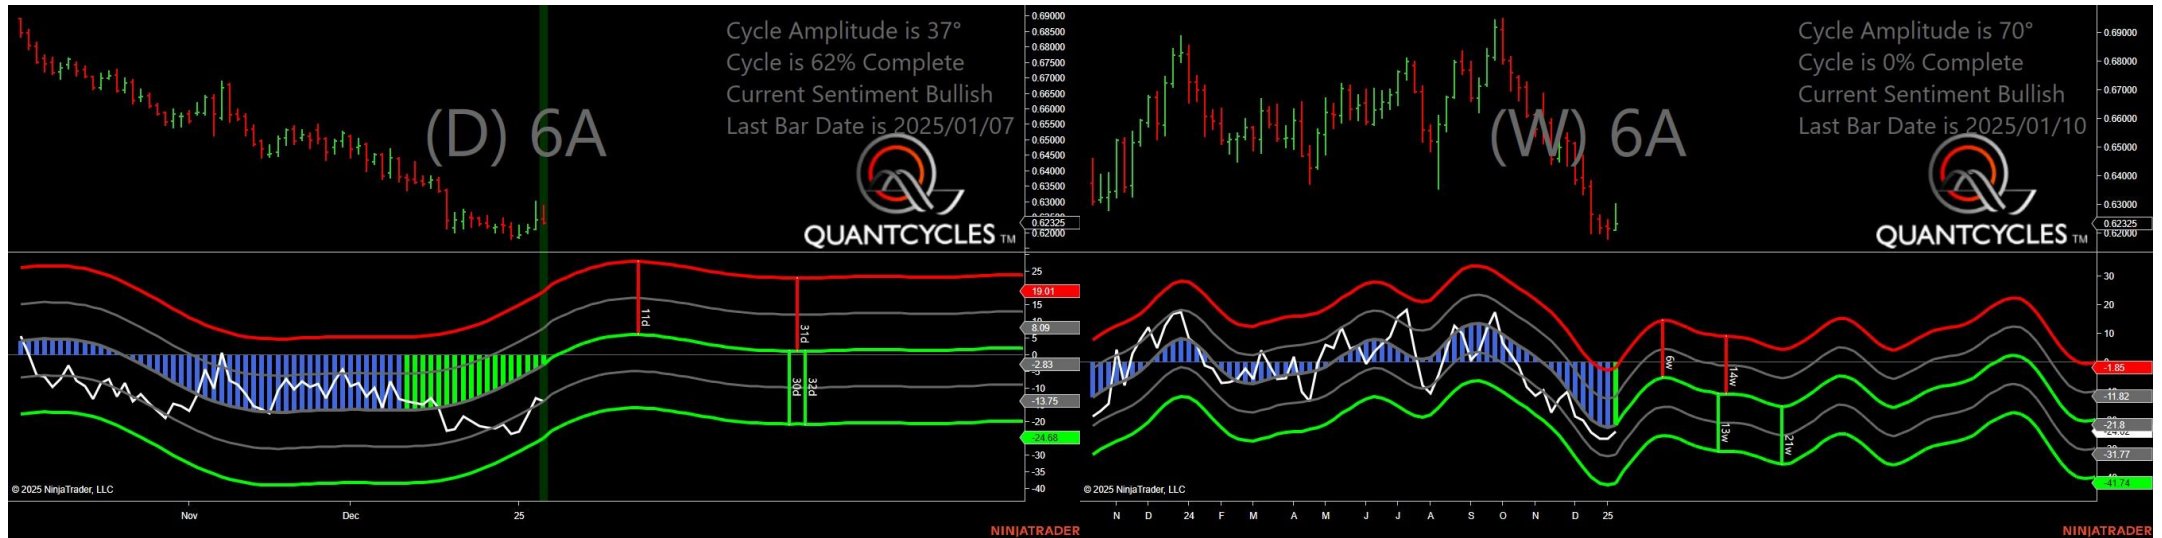 Cycle Amplitude is 37°
Cycle is 62% Complete
Current Sentiment Bullish
Last Bar Date is 2025/01/07
(D) 6A
QUANTCYCLES TM
0.69000
0.68500
0.68000
0.67500
0.67000
0.66500
0.66000
0.65500
0.65000
0.64500
0.64000
0.63500
0.63000
0.62325
0.62000
25
19.01
15
8.09
5
0
-2.83
-5
-10
-13.75
-20
-24.68
-30
-35
-40
11d
31d
30d
32d
© 2025 NinjaTrader, LLC
Nov
Dec
25
NINJATRADER
Cycle Amplitude is 70°
Cycle is 0% Complete
Current Sentiment Bullish
Last Bar Date is 2025/01/10
(W) 6A
QUANTCYCLES TM
0.69000
0.68000
0.67000
0.66000
0.65000
0.64000
0.63000
0.62325
0.62000
30
20
10
-1.85
-11.82
-21.8
-31.77
-41.74
6w
14w
13w
21w
© 2025 NinjaTrader, LLC
N D 24 F M A M J J A S O N D 25
NINJATRADER